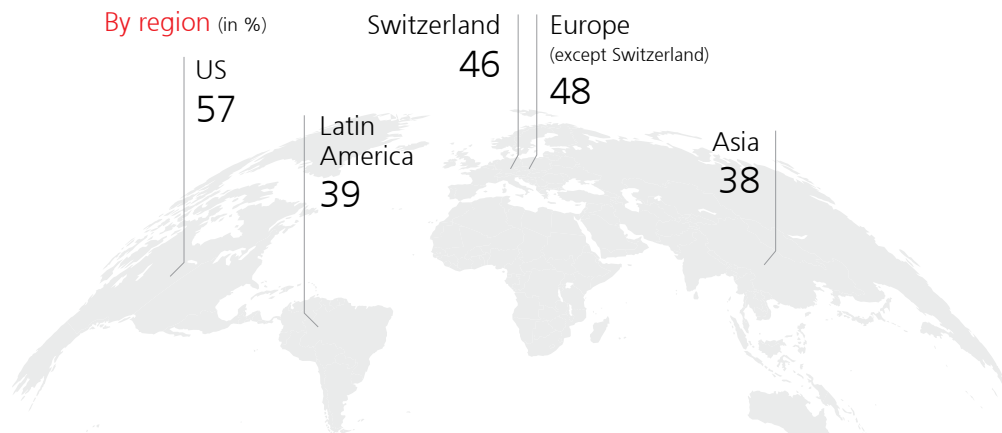 By region (in %)
US
57
Latin
America
39
Switzerland
46
Europe
(except Switzerland)
48
Asia
38